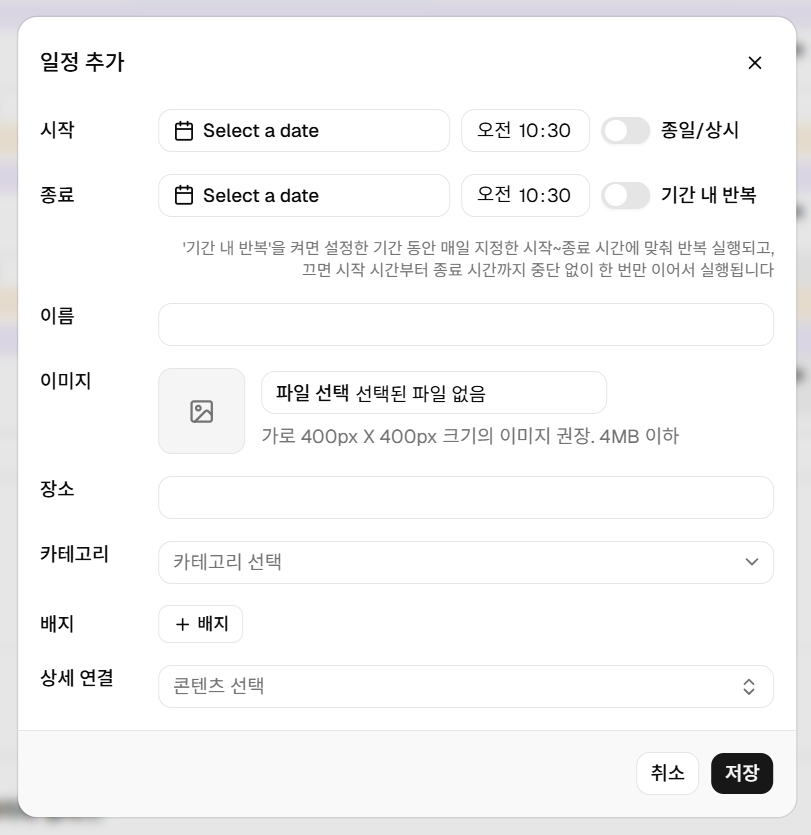 일정 추가
시작
Select a date
오전 10:30
종일/상시
종료
Select a date
오전 10:30
기간 내 반복
'기간 내 반복'을 켜면 설정한 기간 동안 매일 지정한 시작~종료 시간에 맞춰 반복 실행되고,
끄면 시작 시간부터 종료 시간까지 중단 없이 한 번만 이어서 실행됩니다
이름
이미지
파일 선택 선택된 파일 없음
가로 400px X 400px 크기의 이미지 권장. 4MB 이하
장소
카테고리
카테고리 선택
배지
+ 배지
상세 연결
콘텐츠 선택
취소
저장